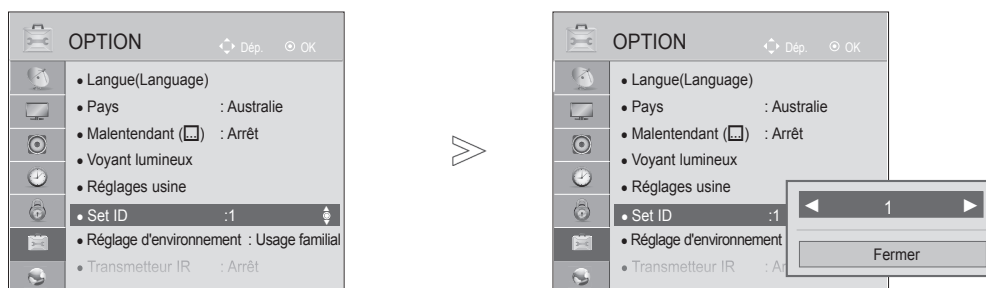 OPTION
Dép. OK
• Langue(Language)
• Pays : Australie
• Malentendant (...) : Arrêt
• Voyant lumineux
• Réglages usine
• Set ID :1
• Réglage d'environnement : Usage familial
• Transmetteur IR : Arrêt
OPTION
Dép. OK
• Langue(Language)
• Pays : Australie
• Malentendant (...) : Arrêt
• Voyant lumineux
• Réglages usine
• Set ID :1
◄ 1 ►
• Réglage d'environnement
Fermer
• Transmetteur IR : Ar